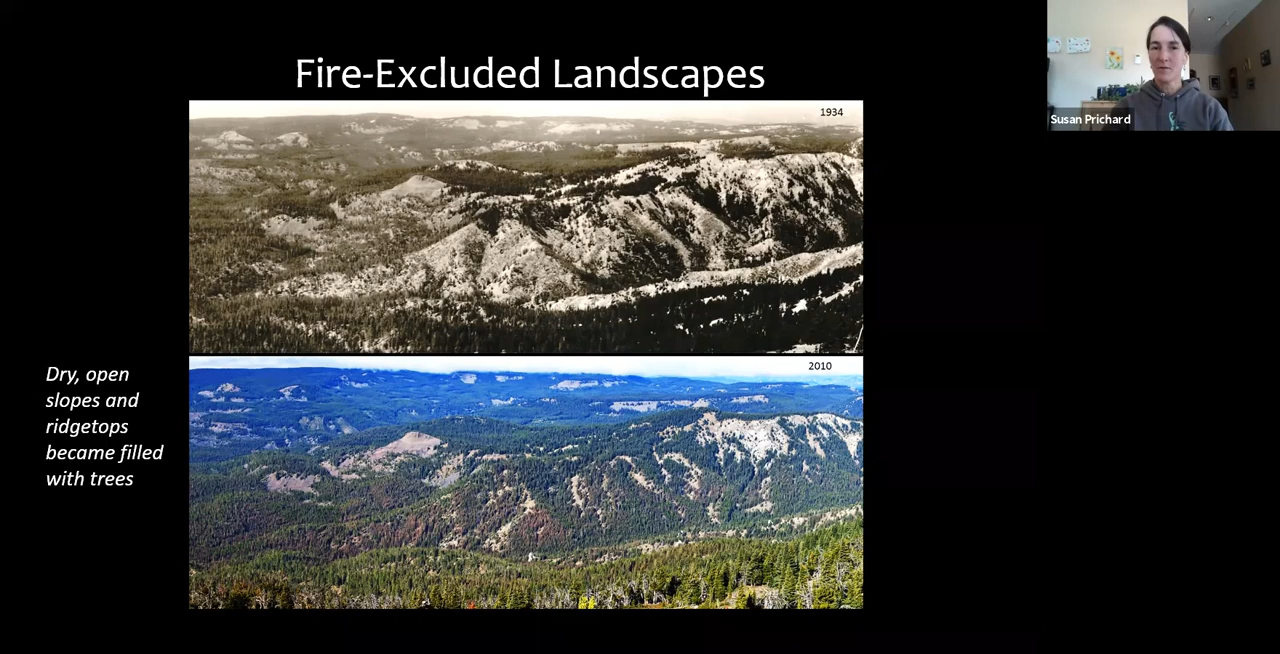 Fire-Excluded Landscapes
Susan Prichard
1934
2010
Dry, open
slopes and
ridgetops
became filled
with trees